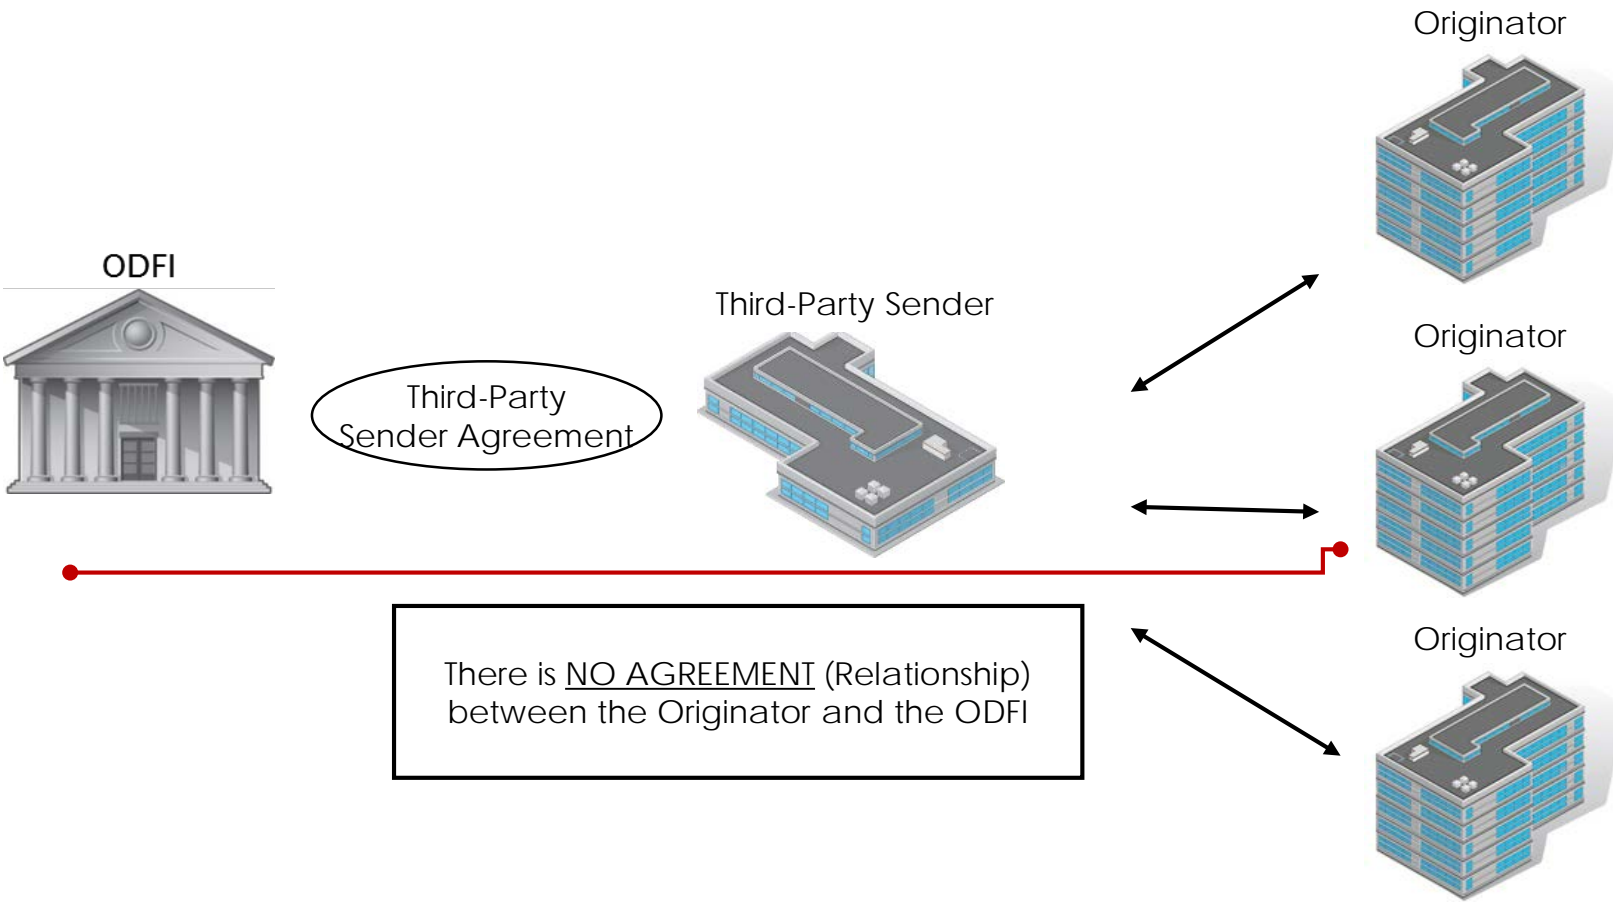 Originator
ODFI
Third-Party Sender
Originator
Third-Party
Sender Agreement
Originator
There is NO AGREEMENT (Relationship)
between the Originator and the ODFI